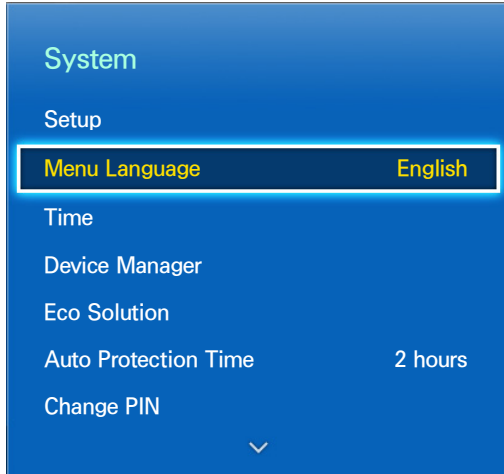 System
Setup
Menu Language English
Time
Device Manager
Eco Solution
Auto Protection Time 2 hours
Change PIN